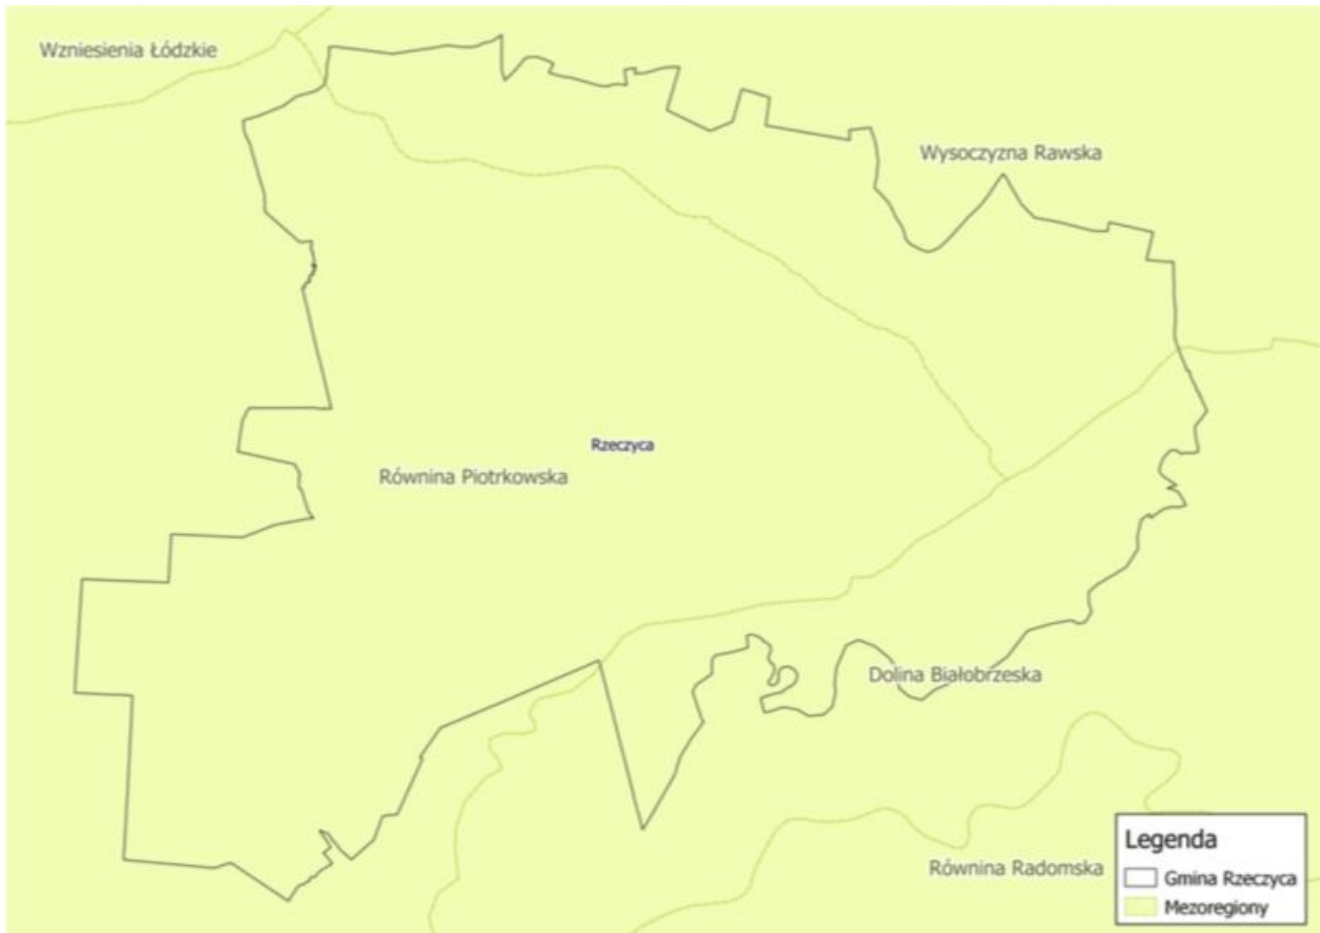 Wzniesienia Łódzkie
Wysoczyzna Rawska
Rzeczyca
Równina Piotrkowska
Dolina Białobrzeska
Równina Radomska
Legenda
Gmina Rzeczyca
Mezoregiony